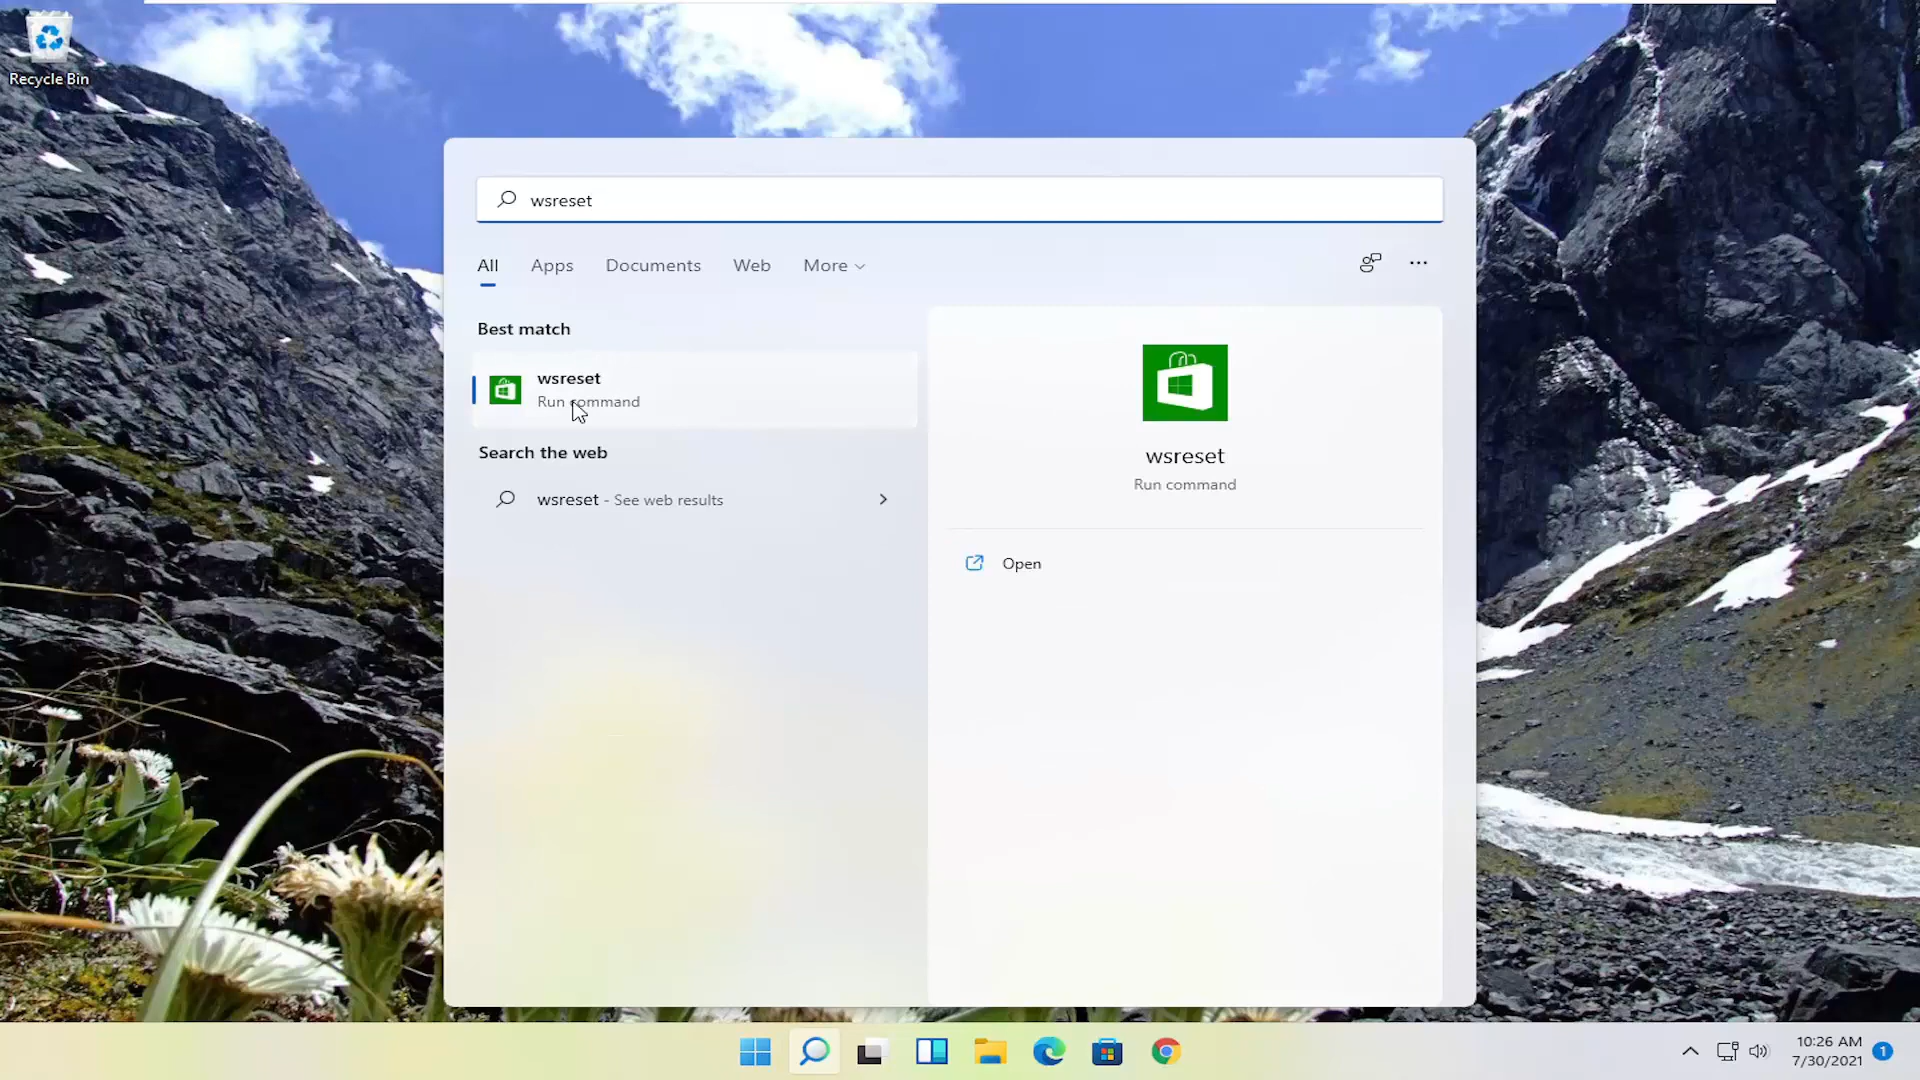 Recycle Bin
wsreset
All Apps Documents Web More
Best match
wsreset
Run command
Search the web
wsreset - See web results
wsreset
Run command
Open
10:26 AM
7/30/2021
1